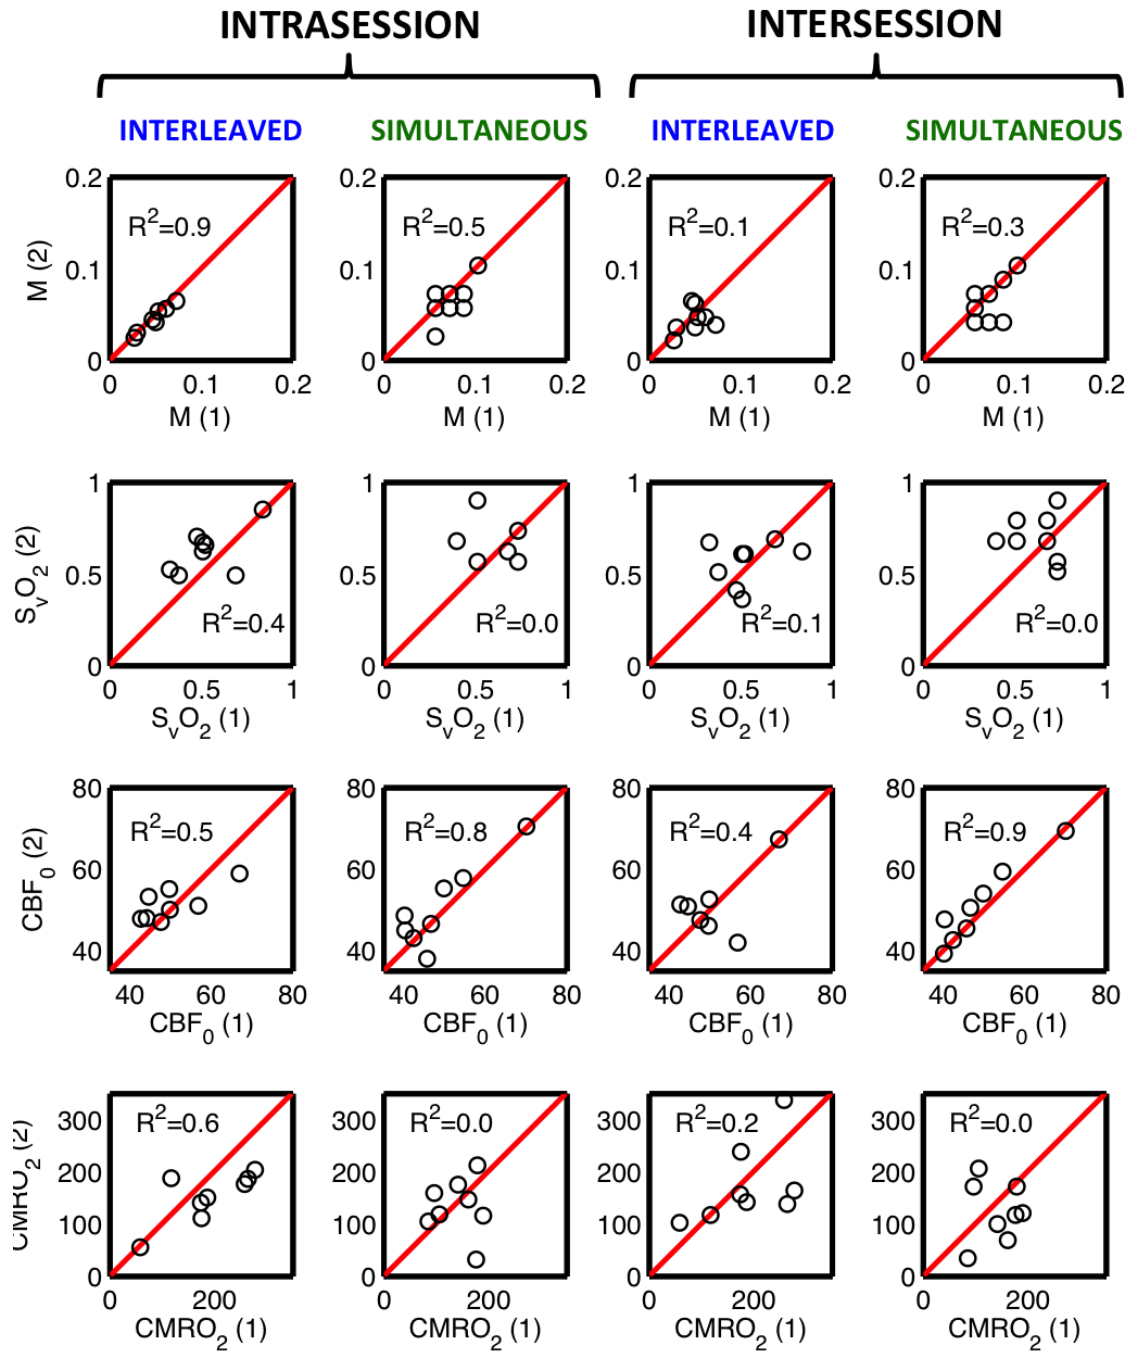 INTRASESSION INTERSESSION
INTERLEAVED SIMULTANEOUS INTERLEAVED SIMULTANEOUS
0.2 0.2 0.2 0.2
R²=0.9 R²=0.5 R²=0.1 R²=0.3
M (2)
0.1 0.1 0.1 0.1
0 0 0 0
0 0.1 0.2 0 0.1 0.2 0 0.1 0.2 0 0.1 0.2
M (1) M (1) M (1) M (1)
1 1 1 1
SᵥO₂ (2)
0.5 0.5 0.5 0.5
R²=0.4 R²=0.0 R²=0.1 R²=0.0
0 0 0 0
0 0.5 1 0 0.5 1 0 0.5 1 0 0.5 1
SᵥO₂ (1) SᵥO₂ (1) SᵥO₂ (1) SᵥO₂ (1)
80 80 80 80
R²=0.5 R²=0.8 R²=0.4 R²=0.9
CBF₀ (2)
60 60 60 60
40 40 40 40
40 60 80 40 60 80 40 60 80 40 60 80
CBF₀ (1) CBF₀ (1) CBF₀ (1) CBF₀ (1)
300 300 300 300
R²=0.6 R²=0.0 R²=0.2 R²=0.0
CMRO₂ (2)
200 200 200 200
100 100 100 100
0 0 0 0
0 200 0 200 0 200 0 200
CMRO₂ (1) CMRO₂ (1) CMRO₂ (1) CMRO₂ (1)